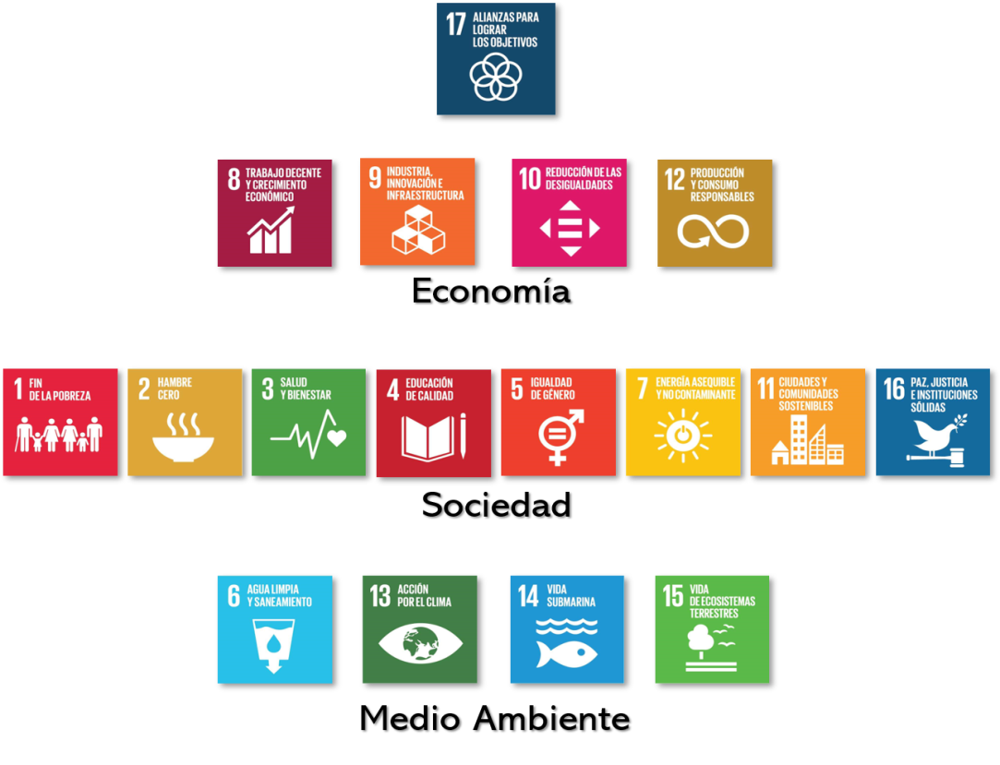 17 ALIANZAS PARA
LOGRAR
LOS OBJETIVOS
8 TRABAJO DECENTE
Y CRECIMIENTO
ECONÓMICO
9 INDUSTRIA,
INNOVACIÓN E
INFRAESTRUCTURA
10 REDUCCIÓN DE LAS
DESIGUALDADES
12 PRODUCCIÓN
Y CONSUMO
RESPONSABLES
Economía
1 FIN
DE LA POBREZA
2 HAMBRE
CERO
3 SALUD
Y BIENESTAR
4 EDUCACIÓN
DE CALIDAD
5 IGUALDAD
DE GÉNERO
7 ENERGÍA ASEQUIBLE
Y NO CONTAMINANTE
11 CIUDADES Y
COMUNIDADES
SOSTENIBLES
16 PAZ, JUSTICIA
E INSTITUCIONES
SÓLIDAS
Sociedad
6 AGUA LIMPIA
Y SANEAMIENTO
13 ACCIÓN
POR EL CLIMA
14 VIDA
SUBMARINA
15 VIDA
DE ECOSISTEMAS
TERRESTRES
Medio Ambiente